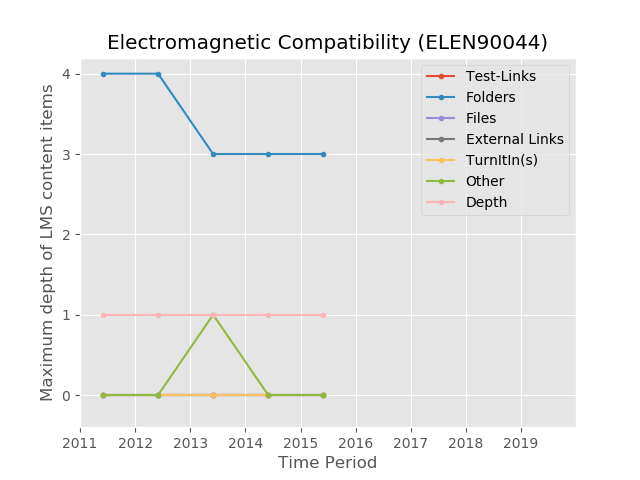 Electromagnetic Compatibility (ELEN90044)
Maximum depth of LMS content items
4
3
2
1
0
Test-Links
Folders
Files
External Links
TurnItIn(s)
Other
Depth
2011 2012 2013 2014 2015 2016 2017 2018 2019
Time Period